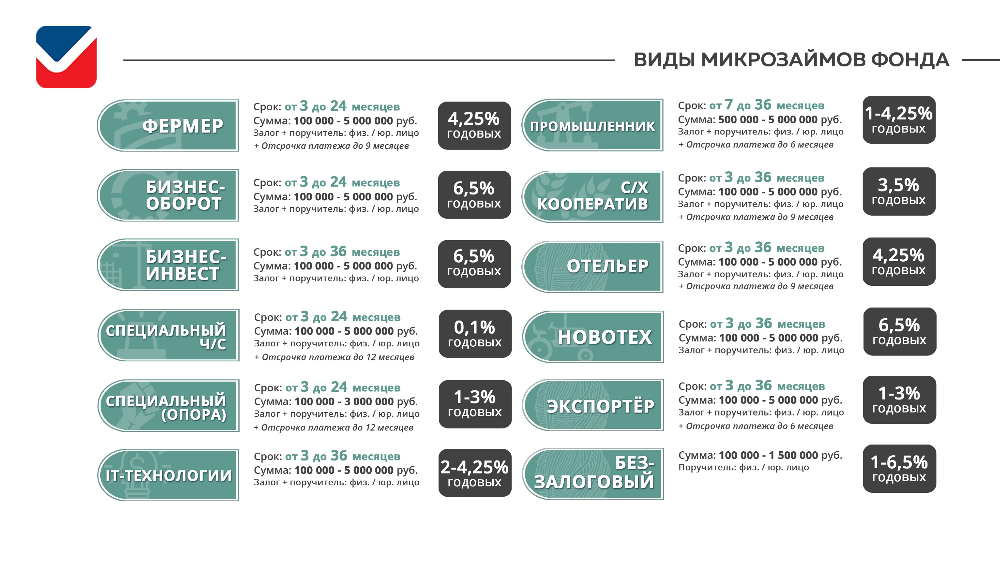 ВИДЫ МИКРОЗАЙМОВ ФОНДА
ФЕРМЕР
Срок: от 3 до 24 месяцев
Сумма: 100 000 - 5 000 000 руб.
Залог + поручитель: физ. / юр. лицо
+ Отсрочка платежа до 9 месяцев
4,25%
годовых
БИЗНЕС-
ОБОРОТ
Срок: от 3 до 24 месяцев
Сумма: 100 000 - 5 000 000 руб.
Залог + поручитель: физ. / юр. лицо
6,5%
годовых
БИЗНЕС-
ИНВЕСТ
Срок: от 3 до 36 месяцев
Сумма: 100 000 - 5 000 000 руб.
Залог + поручитель: физ. / юр. лицо
6,5%
годовых
СПЕЦИАЛЬНЫЙ
Ч/С
Срок: от 3 до 24 месяцев
Сумма: 100 000 - 5 000 000 руб.
Залог + поручитель: физ. / юр. лицо
+ Отсрочка платежа до 12 месяцев
0,1%
годовых
СПЕЦИАЛЬНЫЙ
(ОПОРА)
Срок: от 3 до 24 месяцев
Сумма: 100 000 - 3 000 000 руб.
Залог + поручитель: физ. / юр. лицо
+ Отсрочка платежа до 12 месяцев
1-3%
годовых
IT-ТЕХНОЛОГИИ
Срок: от 3 до 36 месяцев
Сумма: 100 000 - 5 000 000 руб.
Залог + поручитель: физ. / юр. лицо
2-4,25%
годовых
ПРОМЫШЛЕННИК
Срок: от 7 до 36 месяцев
Сумма: 500 000 - 5 000 000 руб.
Залог + поручитель: физ. / юр. лицо
+ Отсрочка платежа до 6 месяцев
1-4,25%
годовых
С/Х
КООПЕРАТИВ
Срок: от 3 до 36 месяцев
Сумма: 100 000 - 5 000 000 руб.
Залог + поручитель: физ. / юр. лицо
+ Отсрочка платежа до 9 месяцев
3,5%
годовых
ОТЕЛЬЕР
Срок: от 3 до 36 месяцев
Сумма: 100 000 - 5 000 000 руб.
Залог + поручитель: физ. / юр. лицо
+ Отсрочка платежа до 9 месяцев
4,25%
годовых
НОВОТЕХ
Срок: от 3 до 36 месяцев
Сумма: 100 000 - 5 000 000 руб.
Залог + поручитель: физ. / юр. лицо
6,5%
годовых
ЭКСПОРТЁР
Срок: от 3 до 36 месяцев
Сумма: 100 000 - 5 000 000 руб.
Залог + поручитель: физ. / юр. лицо
+ Отсрочка платежа до 6 месяцев
1-3%
годовых
БЕЗ-
ЗАЛОГОВЫЙ
Сумма: 100 000 - 1 500 000 руб.
Поручитель: физ. / юр. лицо
1-6,5%
годовых